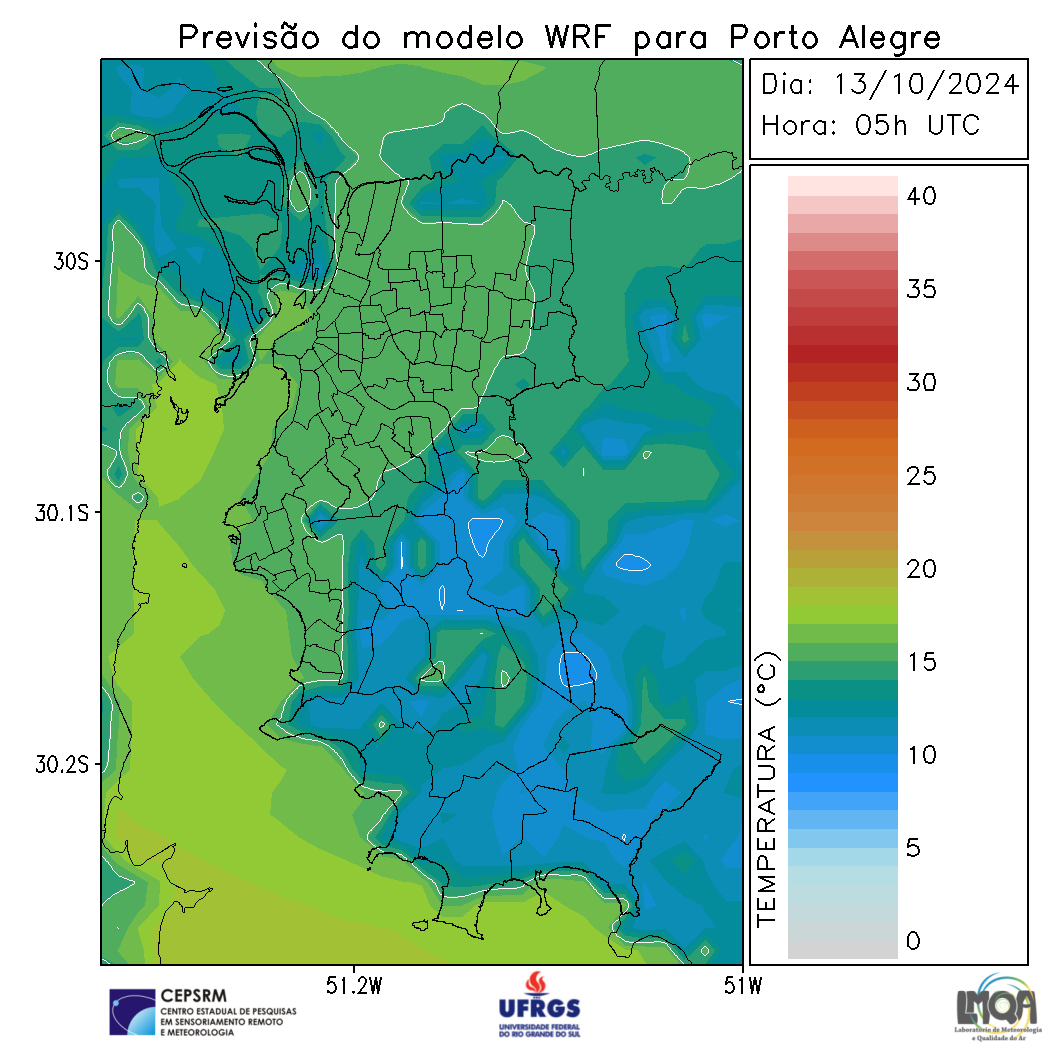 Previsão do modelo WRF para Porto Alegre
Dia: 13/10/2024
Hora: 05h UTC
40
35
30
25
20
15
10
5
0
TEMPERATURA (°C)
30S
30.1S
30.2S
51.2W
51W
CEPSRM
CENTRO ESTADUAL DE PESQUISAS
EM SENSORIAMENTO REMOTO
E METEOROLOGIA
UFRGS
UNIVERSIDADE FEDERAL
DO RIO GRANDE DO SUL
LMQA
Laboratório de Meteorologia
e Qualidade do Ar